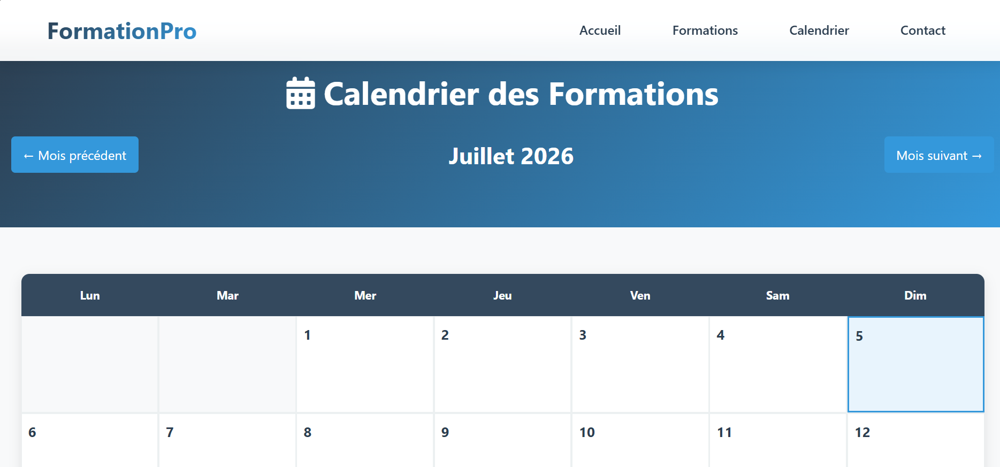 FormationPro
Accueil Formations Calendrier Contact
Calendrier des Formations
← Mois précédent
Juillet 2026
Mois suivant →
Lun Mar Mer Jeu Ven Sam Dim
1 2 3 4 5
6 7 8 9 10 11 12